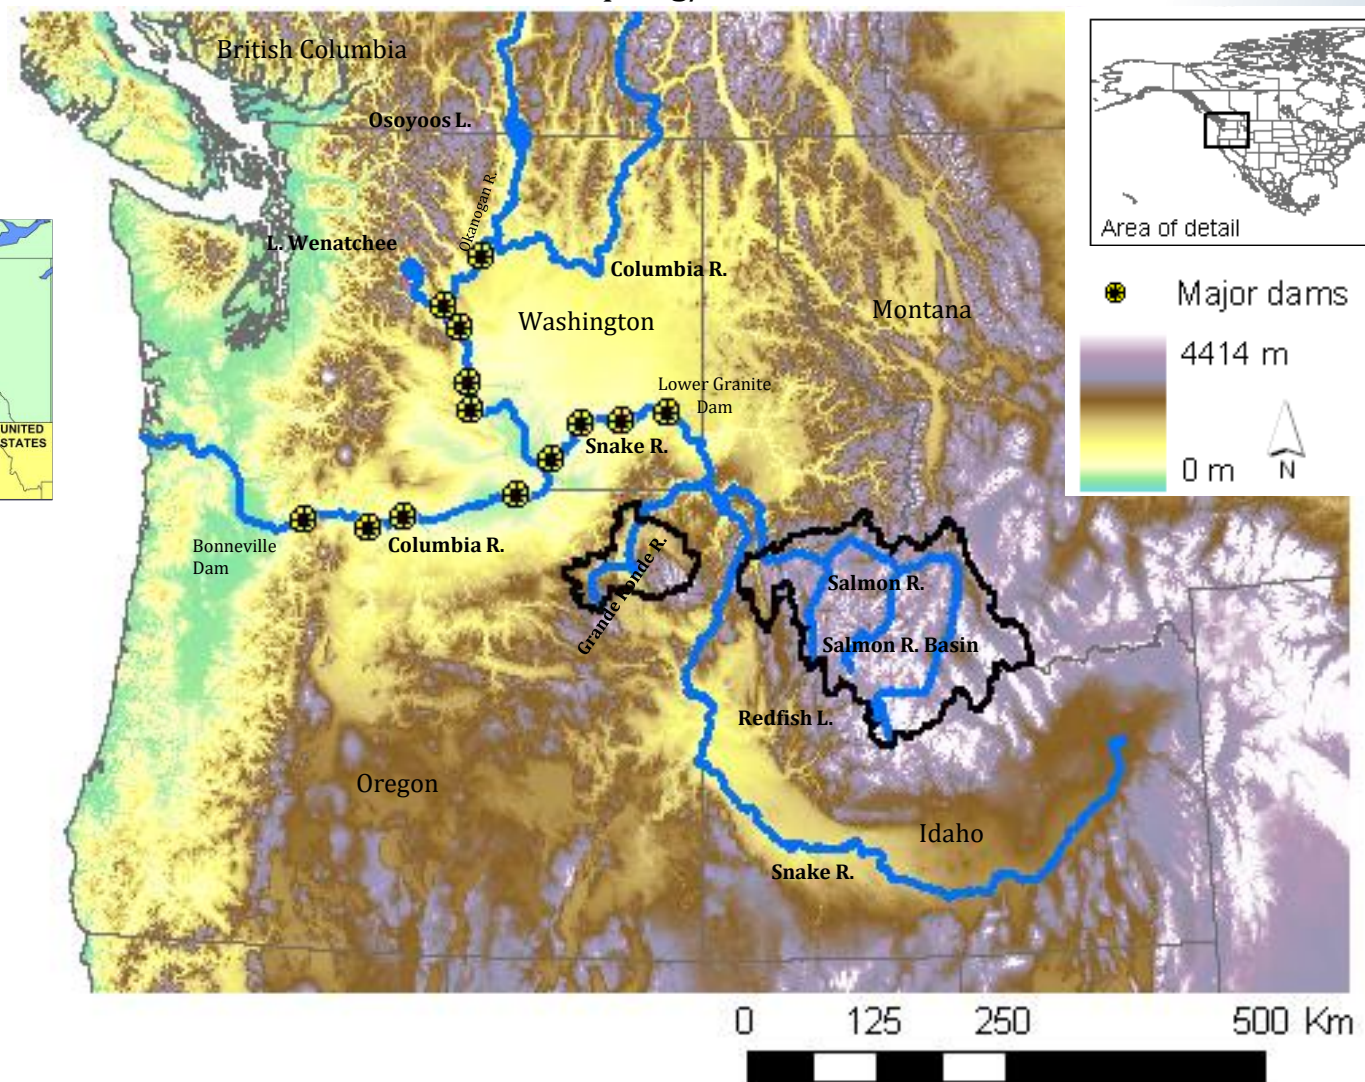 British Columbia
Osoyoos L.
Okanogan R.
L. Wenatchee
Columbia R.
Washington
Montana
Lower Granite
Dam
Snake R.
Bonneville
Dam
Columbia R.
Grande Ronde R.
Salmon R.
Salmon R. Basin
Redfish L.
Oregon
Idaho
Snake R.
UNITED
STATES
Area of detail
Major dams
4414 m
0 m
N
0 125 250 500 Km